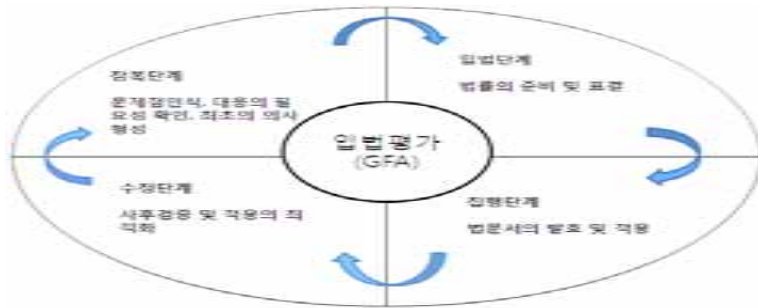 잠복단계
문제점인식, 대응의 필
요성 확인, 최초의 의사
형성
입법단계
법률의 준비 및 표결
입법평가
(GFA)
수정단계
사후검증 및 적용의 최
적화
집행단계
법문서의 발효 및 적용